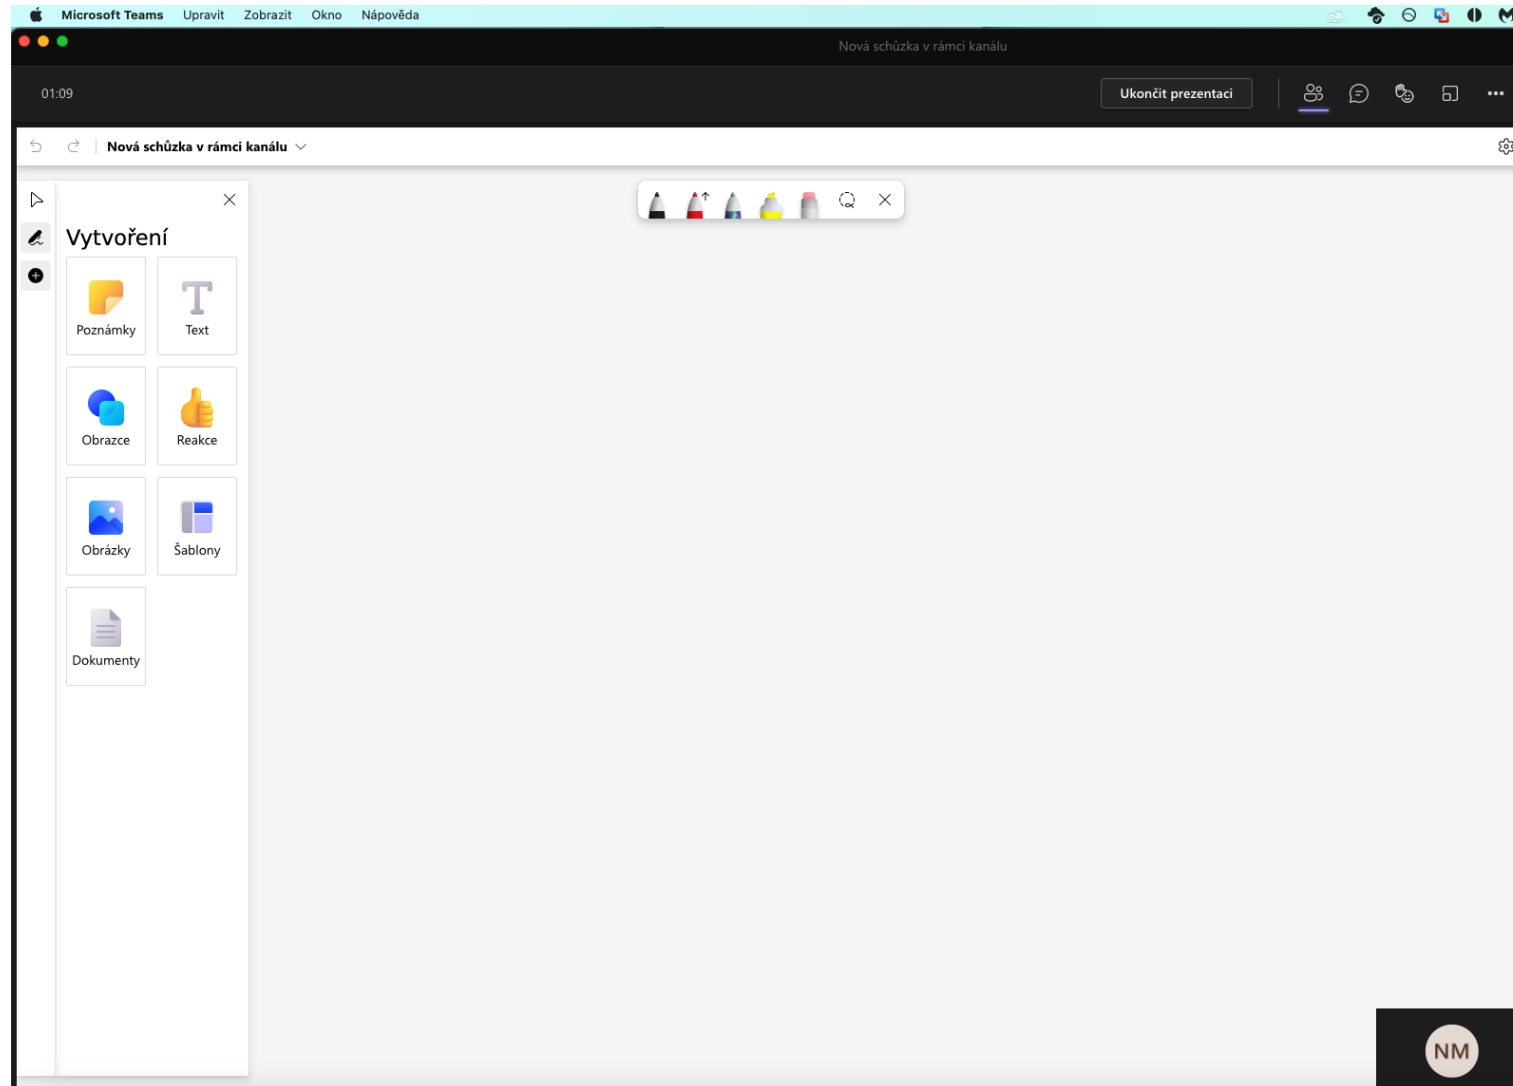 Microsoft Teams Upravit Zobrazit Okno Nápověda
Nová schůzka v rámci kanálu
01:09
Ukončit prezentaci
Nová schůzka v rámci kanálu
Vytvoření
Poznámky Text
Obrazce Reakce
Obrázky Šablony
Dokumenty
NM